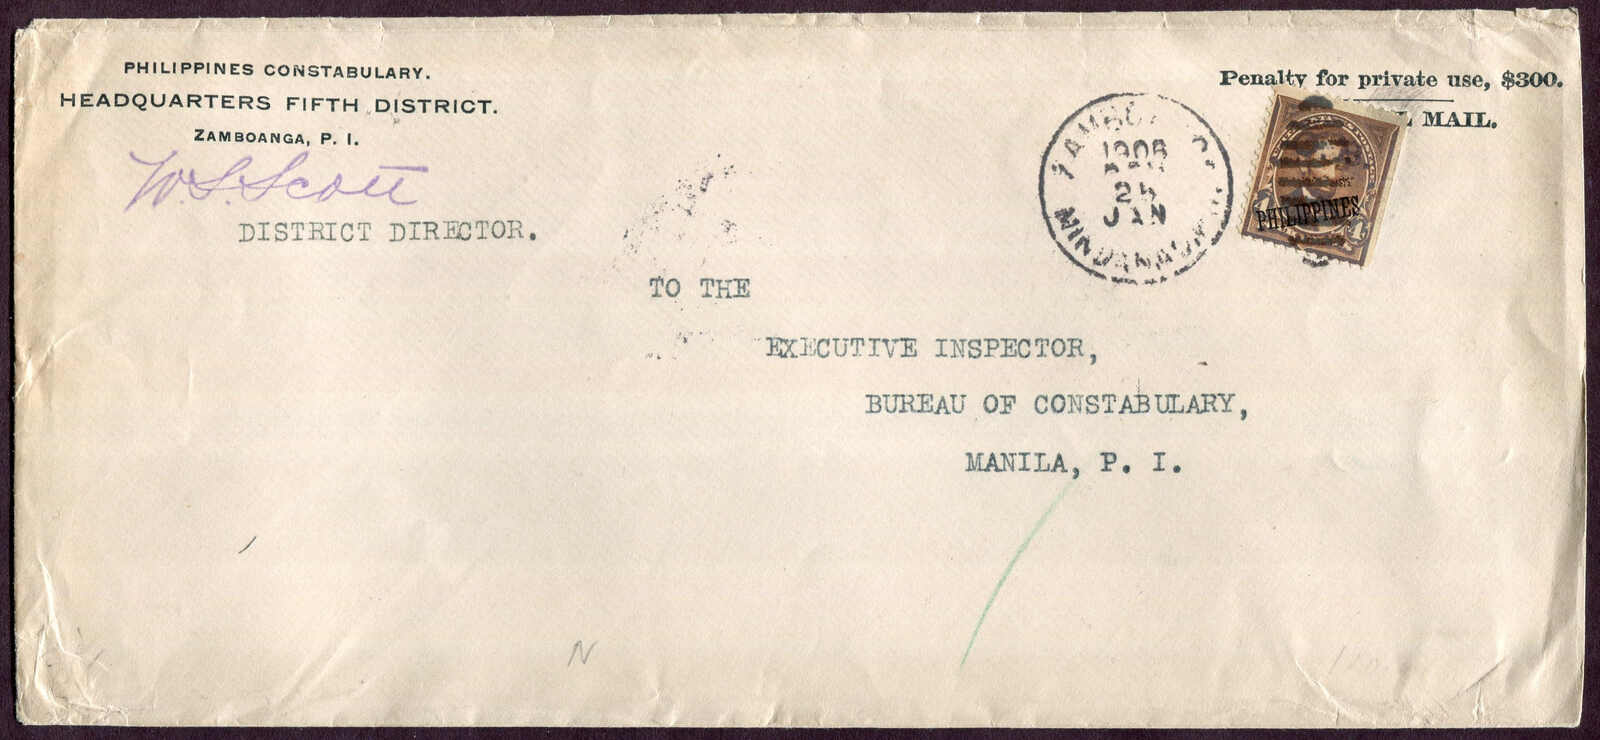 PHILIPPINES CONSTABULARY.
HEADQUARTERS FIFTH DISTRICT.
ZAMBOANGA, P. I.
W. S. Scott
DISTRICT DIRECTOR.
Penalty for private use, $300.
MAIL.
JAN
25
MINDANAO
PHILIPPINES
TO THE
EXECUTIVE INSPECTOR,
BUREAU OF CONSTABULARY,
MANILA, P. I.
N